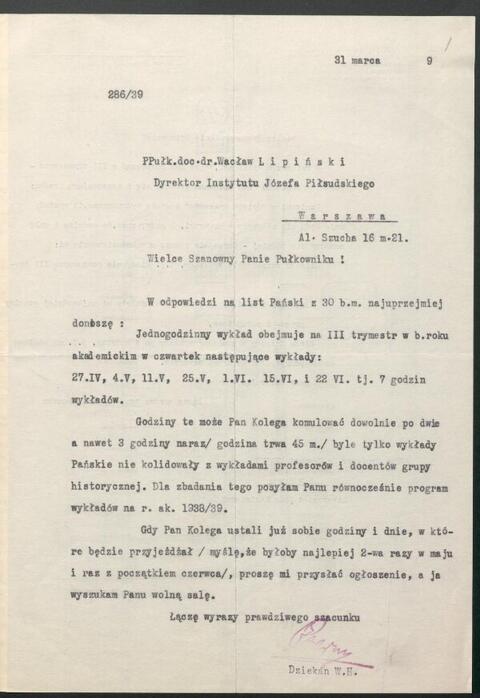 1
31 marca 9
286/39
PPułk.doc.dr.Wacław L i p i ń s k i
Dyrektor Instytutu Józefa Piłsudskiego
W a r s z a w a
Al. Szucha 16 m.21.
Wielce Szanowny Panie Pułkowniku !
W odpowiedzi na list Pański z 30 b.m. najuprzejmiej
donoszę :
Jednogodzinny wykład obejmuje na III trymestr w b.roku
akademickim w czwartek następujące wykłady:
27.IV, 4.V, 11.V, 25.V, 1.VI. 15.VI, i 22 VI. tj. 7 godzin
wykładów.
Godziny te może Pan Kolega komulować dowolnie po dwie
a nawet 3 godziny naraz/ godzina trwa 45 m./ byle tylko wykłady
Pańskie nie kolidowały z wykładami profesorów i docentów grupy
historycznej. Dla zbadania tego posyłam Panu równocześnie program
wykładów na r. ak. 1938/39.
Gdy Pan Kolega ustali już sobie godziny i dnie, w któ-
re będzie przyjeżdżał / myślę,że byłoby najlepiej 2-wa razy w maju
i raz z początkiem czerwca/, proszę mi przysłać ogłoszenie, a ja
wyszukam Panu wolną salę.
Łączę wyrazy prawdziwego szacunku
Dziekan W.H.